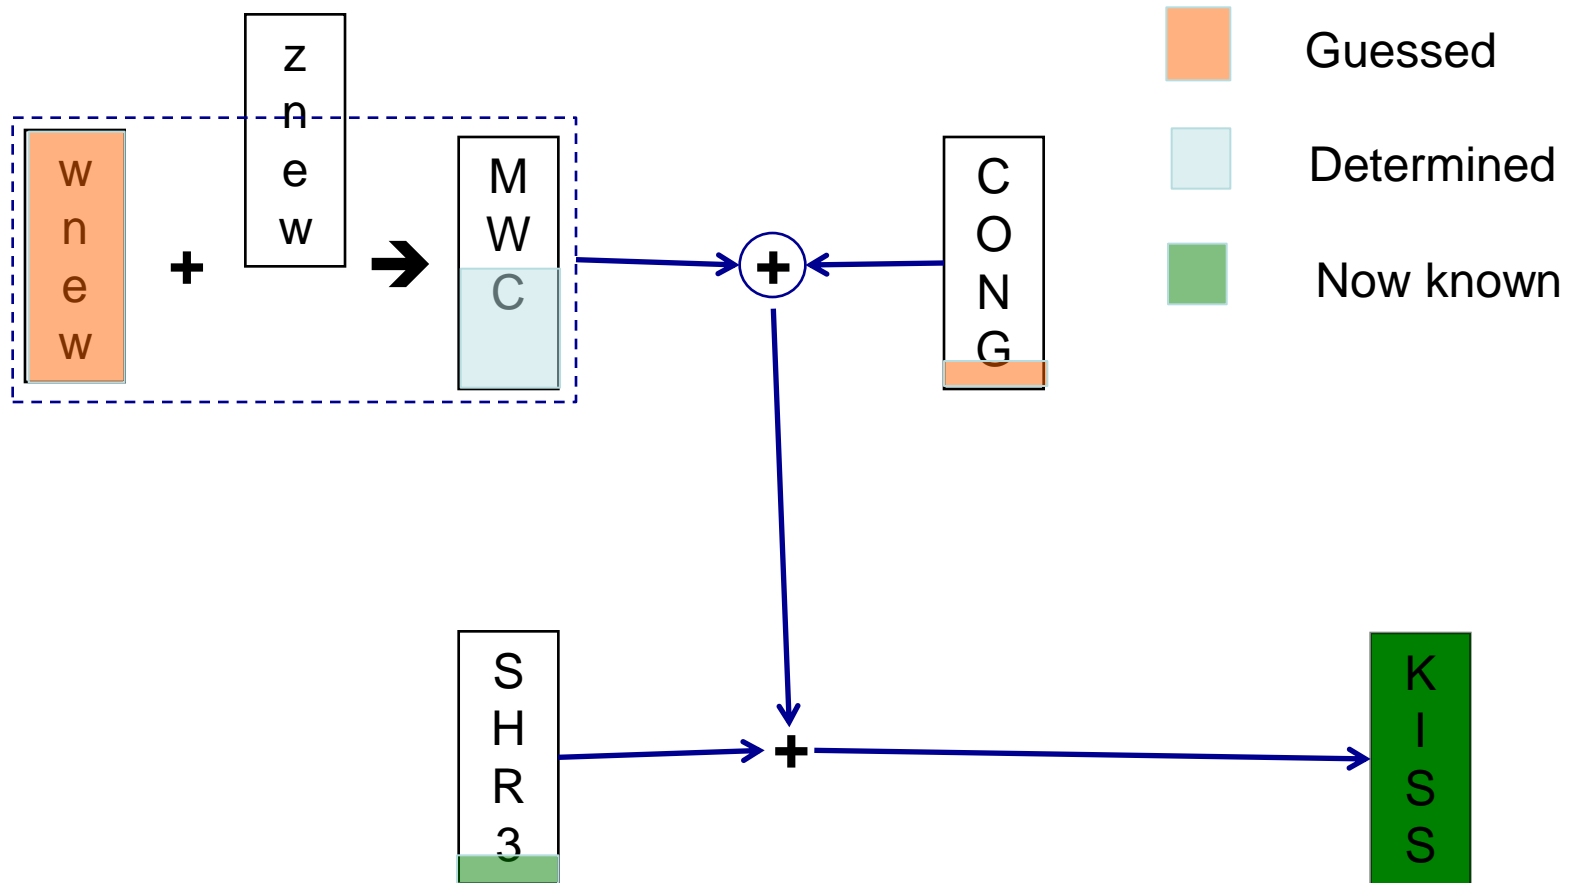 z
n
e
w
w
n
e
w
+
➔
M
W
C
+
C
O
N
G
S
H
R
3
+
K
I
S
S
Guessed
Determined
Now known